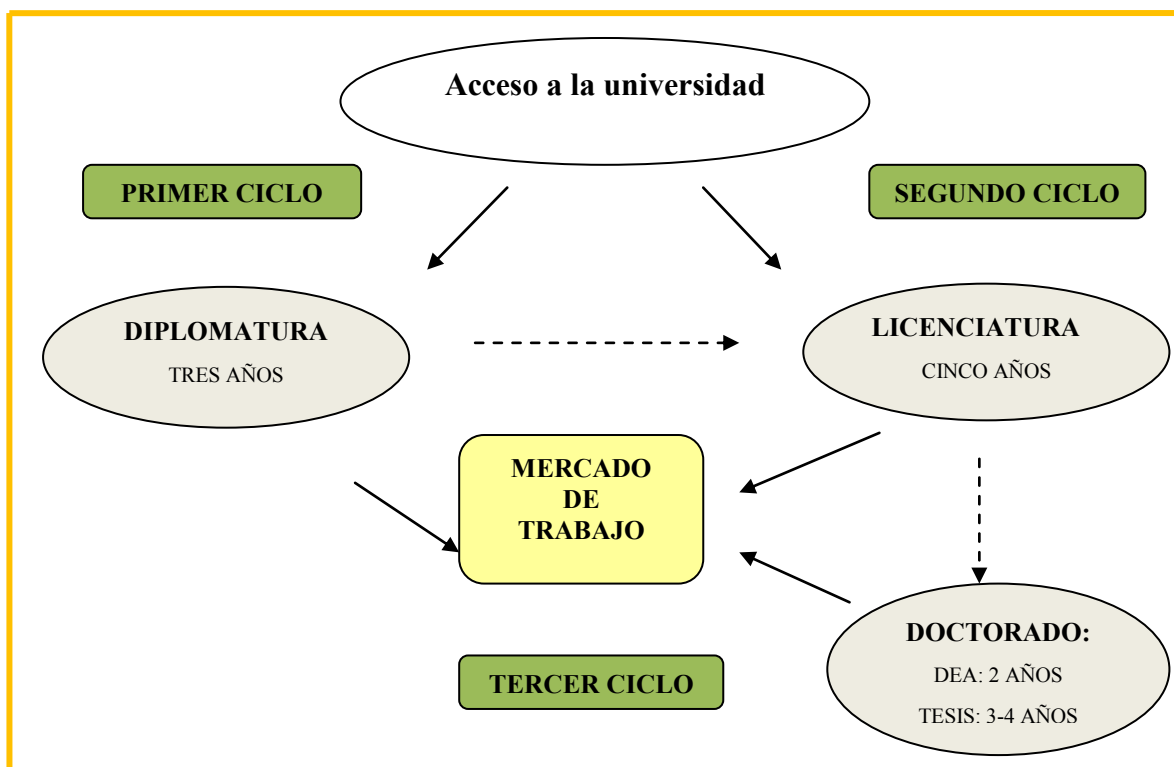 Acceso a la universidad
PRIMER CICLO
SEGUNDO CICLO
DIPLOMATURA
TRES AÑOS
LICENCIATURA
CINCO AÑOS
MERCADO
DE
TRABAJO
TERCER CICLO
DOCTORADO:
DEA: 2 AÑOS
TESIS: 3-4 AÑOS